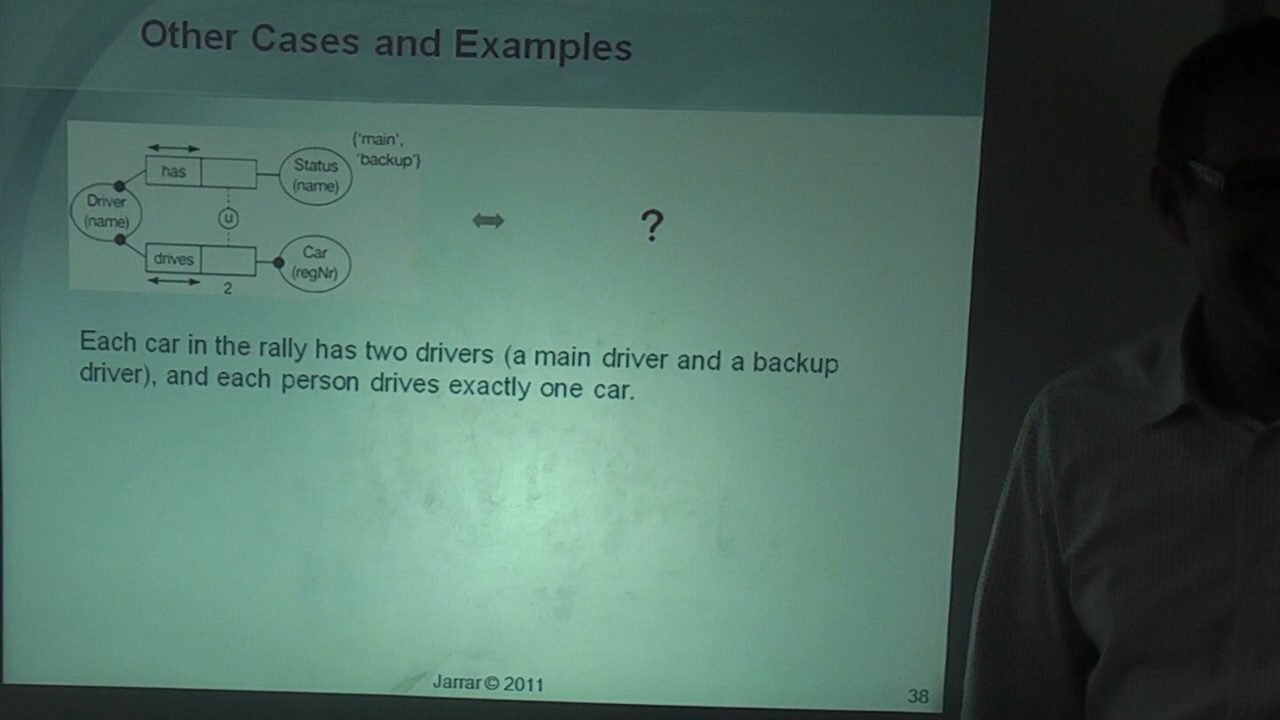 Other Cases and Examples
{'main',
'backup'}
has
Status
(name)
Driver
(name)
u
?
drives
Car
(regNr)
2
Each car in the rally has two drivers (a main driver and a backup
driver), and each person drives exactly one car.
Jarrar © 2011
38